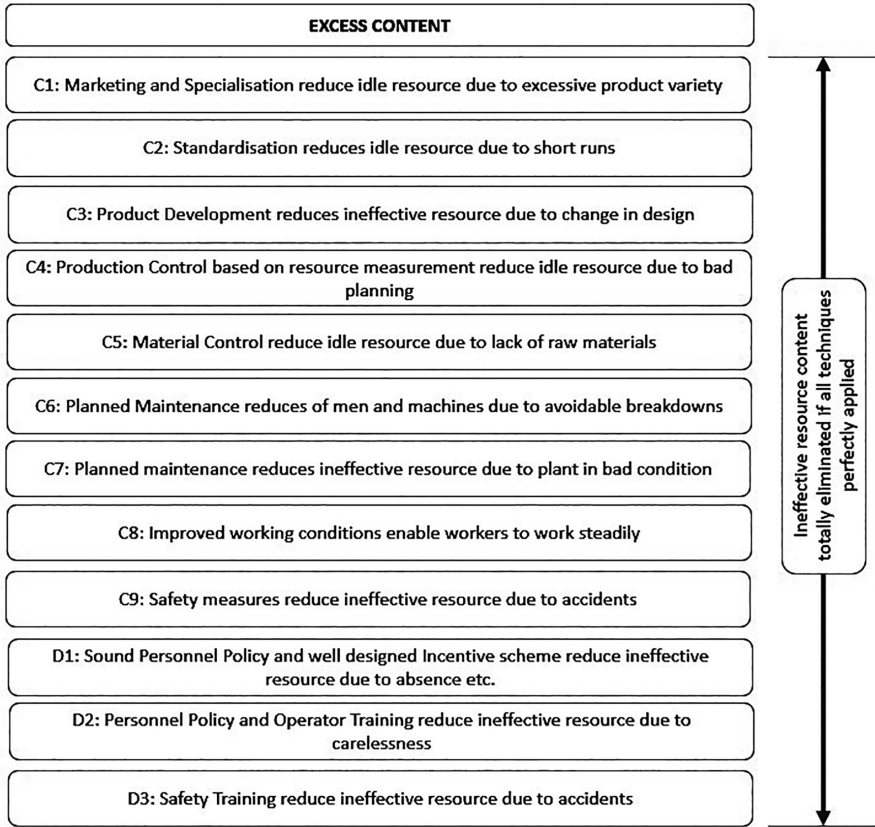 EXCESS CONTENT
C1: Marketing and Specialisation reduce idle resource due to excessive product variety
C2: Standardisation reduces idle resource due to short runs
C3: Product Development reduces ineffective resource due to change in design
C4: Production Control based on resource measurement reduce idle resource due to bad
planning
C5: Material Control reduce idle resource due to lack of raw materials
C6: Planned Maintenance reduces of men and machines due to avoidable breakdowns
C7: Planned maintenance reduces ineffective resource due to plant in bad condition
C8: Improved working conditions enable workers to work steadily
C9: Safety measures reduce ineffective resource due to accidents
D1: Sound Personnel Policy and well designed Incentive scheme reduce ineffective
resource due to absence etc.
D2: Personnel Policy and Operator Training reduce ineffective resource due to
carelessness
D3: Safety Training reduce ineffective resource due to accidents
Ineffective resource content
totally eliminated if all techniques
perfectly applied